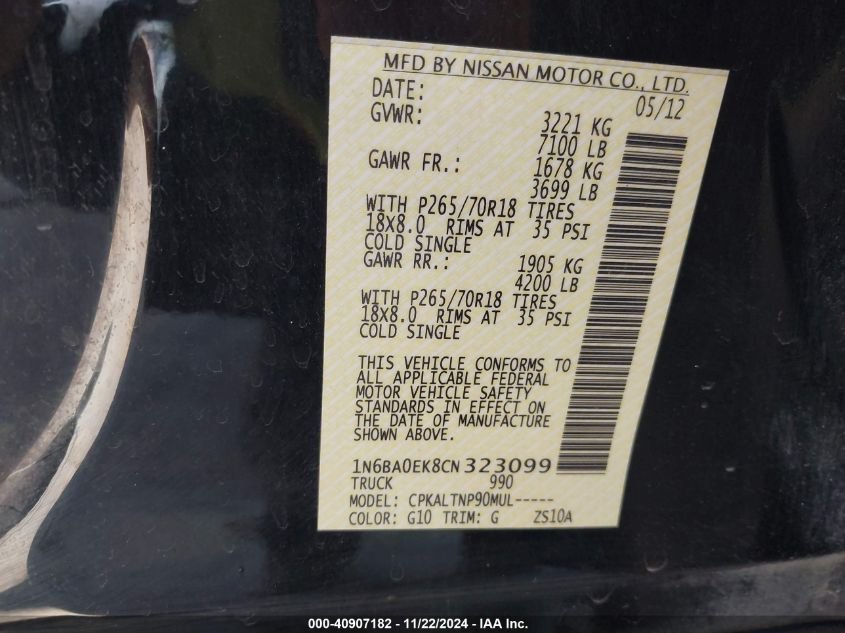 MFD BY NISSAN MOTOR CO., LTD.
DATE: 05/12
GVWR: 3221 KG
7100 LB
GAWR FR.: 1678 KG
3699 LB
WITH P265/70R18 TIRES
18X8.0 RIMS AT 35 PSI
COLD SINGLE
GAWR RR.: 1905 KG
4200 LB
WITH P265/70R18 TIRES
18X8.0 RIMS AT 35 PSI
COLD SINGLE
THIS VEHICLE CONFORMS TO
ALL APPLICABLE FEDERAL
MOTOR VEHICLE SAFETY
STANDARDS IN EFFECT ON
THE DATE OF MANUFACTURE
SHOWN ABOVE.
1N6BA0EK8CN323099
TRUCK 990
MODEL: CPKALTNP90MUL-----
COLOR: G10 TRIM: G ZS10A
000-40907182 - 11/22/2024 - IAA Inc.